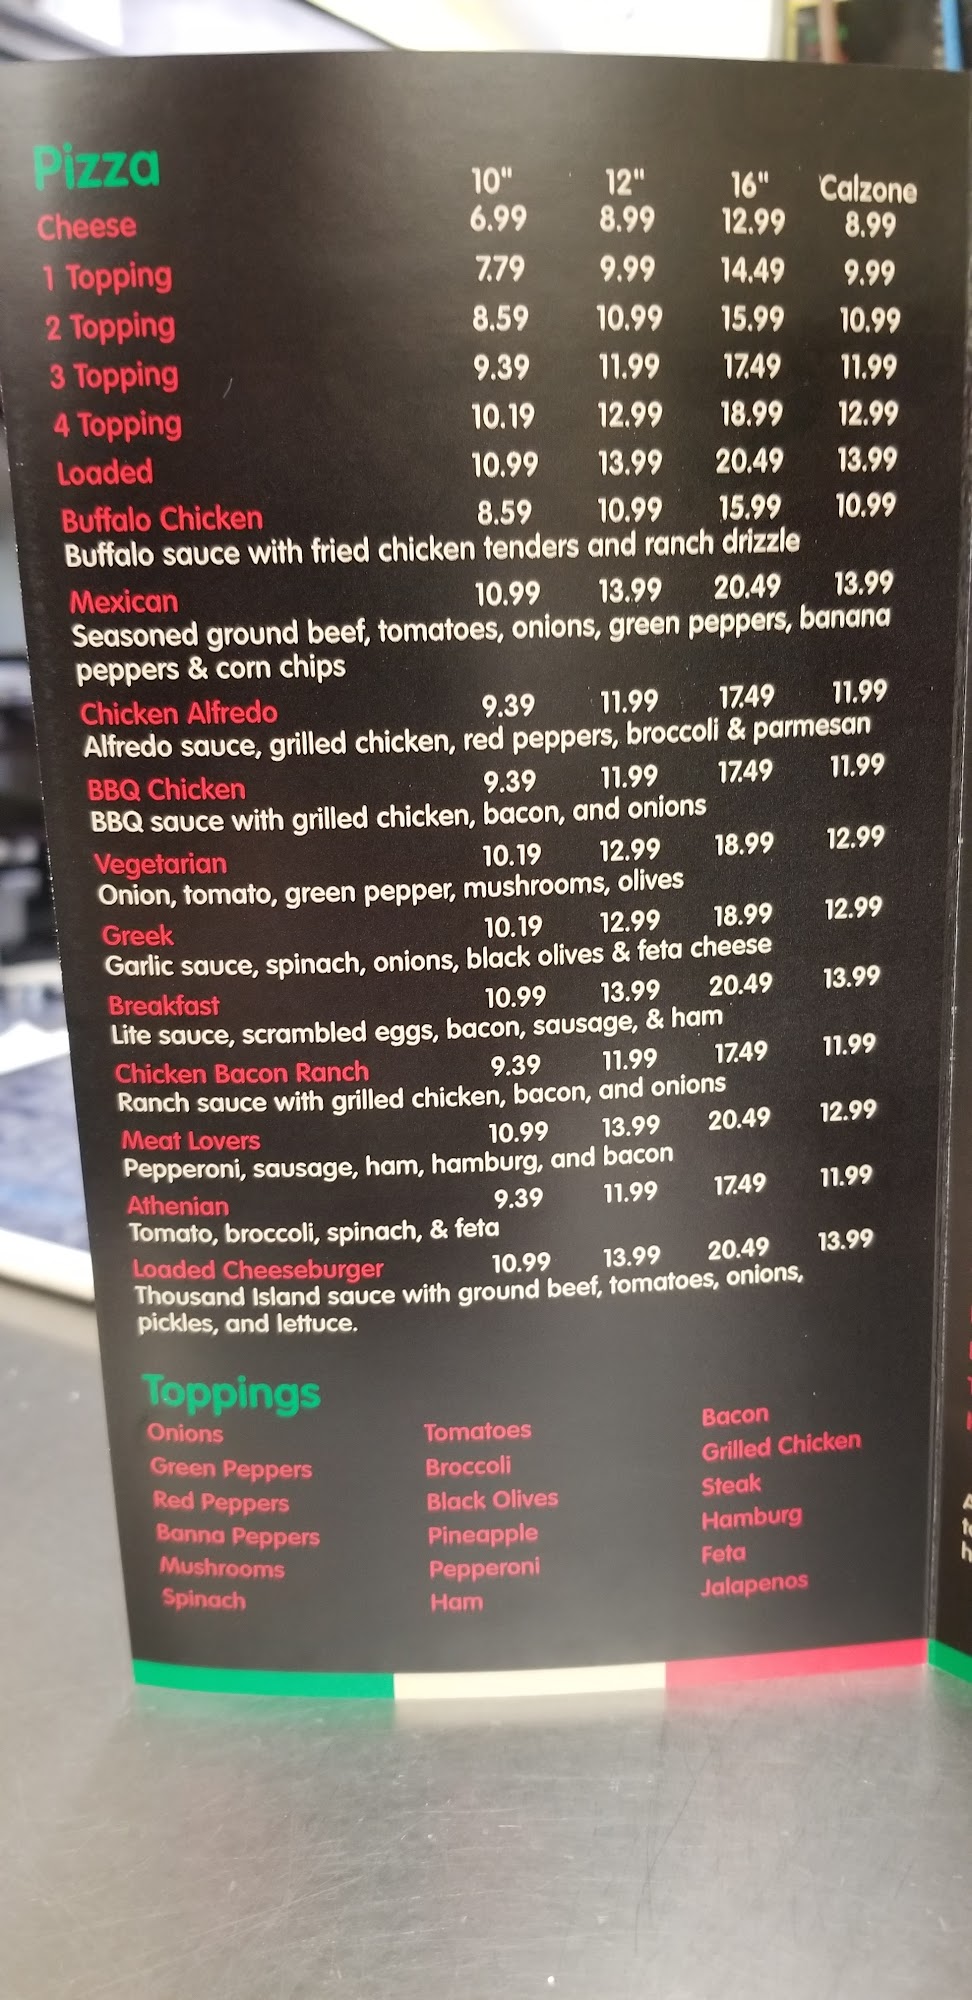 Pizza 10" 12" 16" Calzone
Cheese 6.99 8.99 12.99 8.99
1 Topping 7.79 9.99 14.49 9.99
2 Topping 8.59 10.99 15.99 10.99
3 Topping 9.39 11.99 17.49 11.99
4 Topping 10.19 12.99 18.99 12.99
Loaded 10.99 13.99 20.49 13.99
Buffalo Chicken 8.59 10.99 15.99 10.99
Buffalo sauce with fried chicken tenders and ranch drizzle
Mexican 10.99 13.99 20.49 13.99
Seasoned ground beef, tomatoes, onions, green peppers, banana
peppers & corn chips
Chicken Alfredo 9.39 11.99 17.49 11.99
Alfredo sauce, grilled chicken, red peppers, broccoli & parmesan
BBQ Chicken 9.39 11.99 17.49 11.99
BBQ sauce with grilled chicken, bacon, and onions
Vegetarian 10.19 12.99 18.99 12.99
Onion, tomato, green pepper, mushrooms, olives
Greek 10.19 12.99 18.99 12.99
Garlic sauce, spinach, onions, black olives & feta cheese
Breakfast 10.99 13.99 20.49 13.99
Lite sauce, scrambled eggs, bacon, sausage, & ham
Chicken Bacon Ranch 9.39 11.99 17.49 11.99
Ranch sauce with grilled chicken, bacon, and onions
Meat Lovers 10.99 13.99 20.49 12.99
Pepperoni, sausage, ham, hamburg, and bacon
Athenian 9.39 11.99 17.49 11.99
Tomato, broccoli, spinach, & feta
Loaded Cheeseburger 10.99 13.99 20.49 13.99
Thousand Island sauce with ground beef, tomatoes, onions,
pickles, and lettuce.
Toppings
Onions Tomatoes Bacon
Green Peppers Broccoli Grilled Chicken
Red Peppers Black Olives Steak
Banna Peppers Pineapple Hamburg
Mushrooms Pepperoni Feta
Spinach Ham Jalapenos